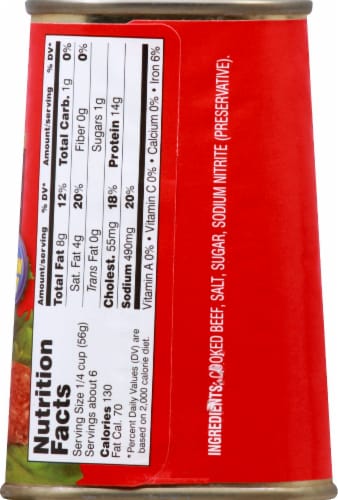 Nutrition
Facts
Serving Size 1/4 cup (56g)
Servings about 6
Calories 130
Fat Cal. 70
*Percent Daily Values (DV) are
based on 2,000 calorie diet.
Amount/serving % DV*
Total Fat 8g 12%
Sat. Fat 4g 20%
Trans Fat 0g
Cholest. 55mg 18%
Sodium 490mg 20%
Amount/serving % DV*
Total Carb. 1g 0%
Fiber 0g 0%
Sugars 1g
Protein 14g
Vitamin A 0% • Vitamin C 0% • Calcium 0% • Iron 6%
INGREDIENTS: COOKED BEEF, SALT, SUGAR, SODIUM NITRITE (PRESERVATIVE).